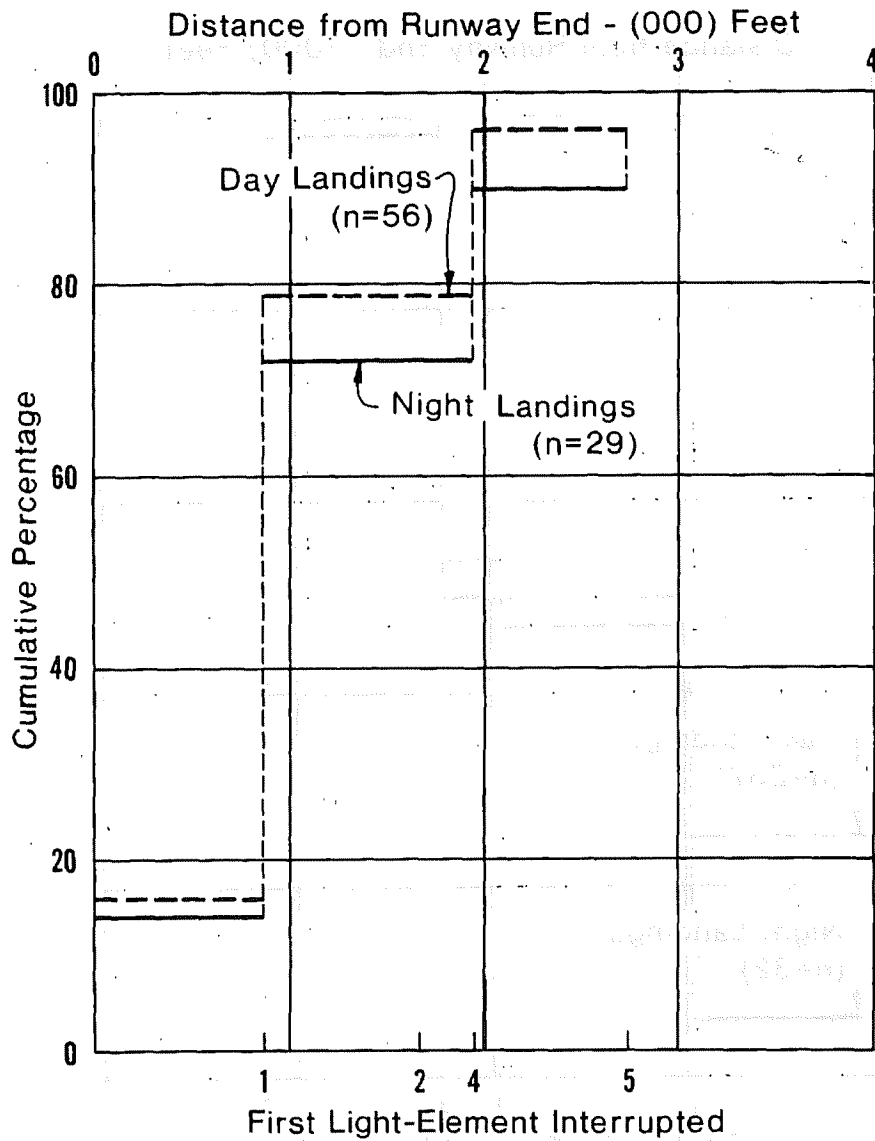 Distance from Runway End - (000) Feet
0 1 2 3 4
100
80
60
40
20
0
Cumulative Percentage
Day Landings
(n=56)
Night Landings
(n=29)
1 2 4 5
First Light-Element Interrupted